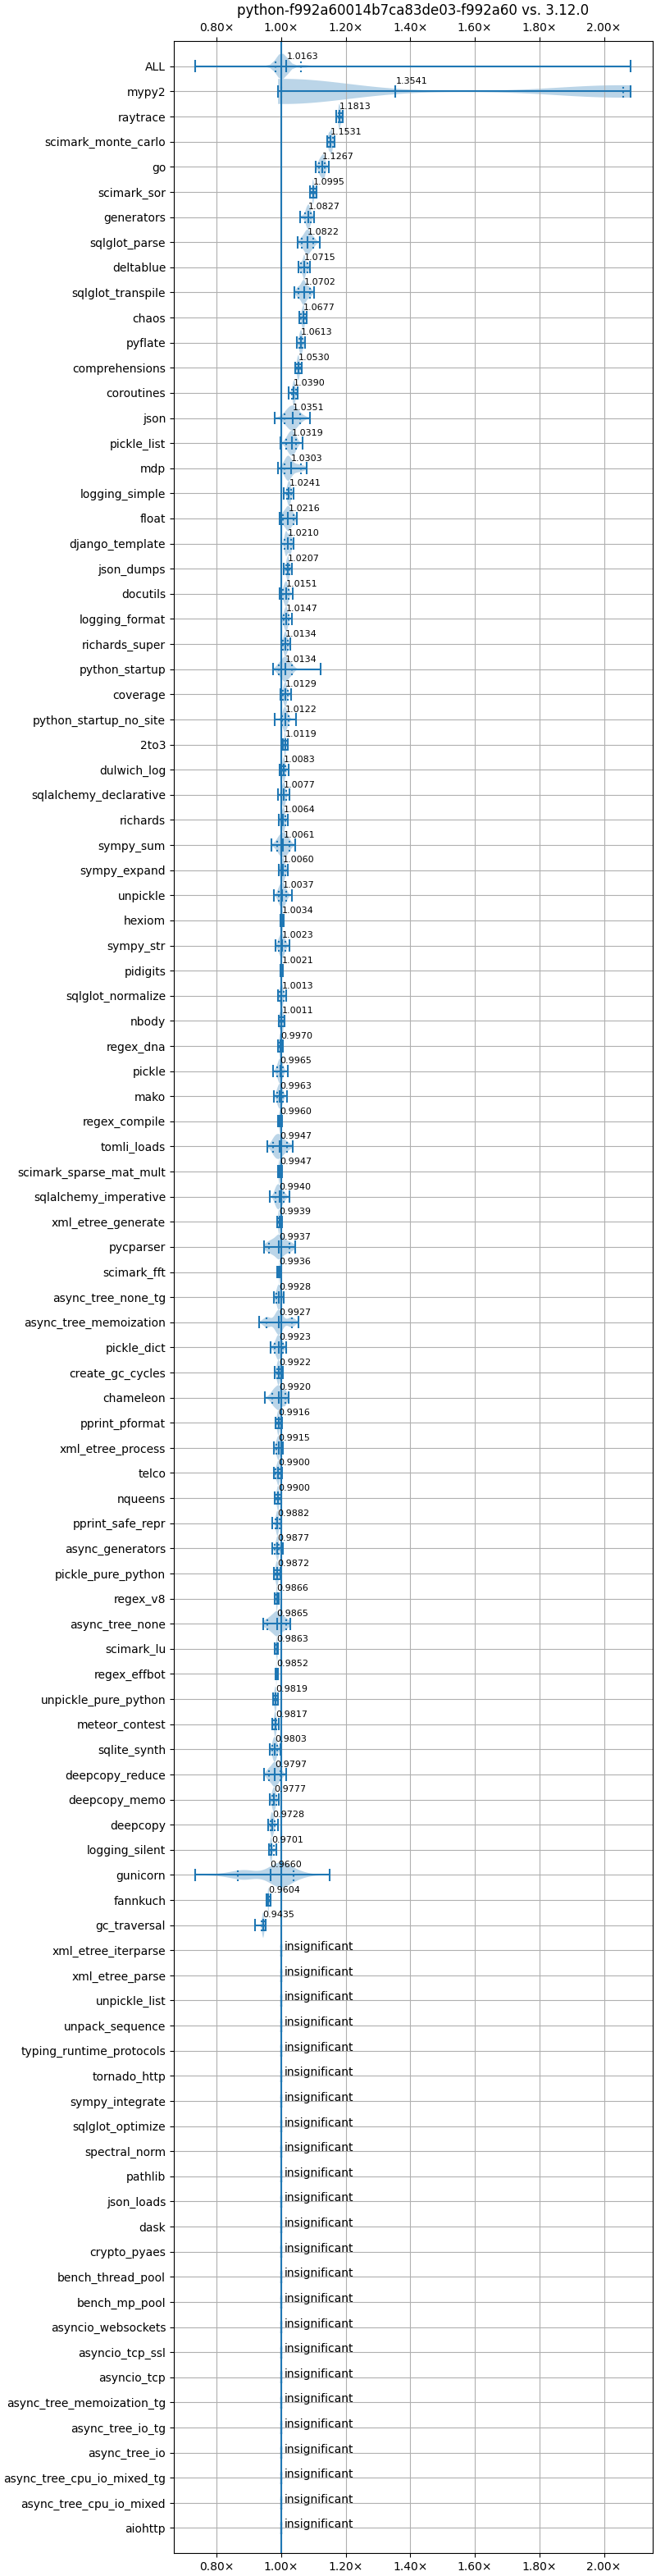 python-f992a60014b7ca83de03-f992a60 vs. 3.12.0
0.80× 1.00× 1.20× 1.40× 1.60× 1.80× 2.00×
ALL 1.0163
mypy2 1.3541
raytrace 1.1813
scimark_monte_carlo 1.1531
go 1.1267
scimark_sor 1.0995
generators 1.0827
sqlglot_parse 1.0822
deltablue 1.0715
sqlglot_transpile 1.0702
chaos 1.0677
pyflate 1.0613
comprehensions 1.0530
coroutines 1.0390
json 1.0351
pickle_list 1.0319
mdp 1.0303
logging_simple 1.0241
float 1.0216
django_template 1.0210
json_dumps 1.0207
docutils 1.0151
logging_format 1.0147
richards_super 1.0134
python_startup 1.0134
coverage 1.0129
python_startup_no_site 1.0122
2to3 1.0119
dulwich_log 1.0083
sqlalchemy_declarative 1.0077
richards 1.0064
sympy_sum 1.0061
sympy_expand 1.0060
unpickle 1.0037
hexiom 1.0034
sympy_str 1.0023
pidigits 1.0021
sqlglot_normalize 1.0013
nbody 1.0011
regex_dna 0.9970
pickle 0.9965
mako 0.9963
regex_compile 0.9960
tomli_loads 0.9947
scimark_sparse_mat_mult 0.9947
sqlalchemy_imperative 0.9940
xml_etree_generate 0.9939
pycparser 0.9937
scimark_fft 0.9936
async_tree_none_tg 0.9928
async_tree_memoization 0.9927
pickle_dict 0.9923
create_gc_cycles 0.9922
chameleon 0.9920
pprint_pformat 0.9916
xml_etree_process 0.9915
telco 0.9900
nqueens 0.9900
pprint_safe_repr 0.9882
async_generators 0.9877
pickle_pure_python 0.9872
regex_v8 0.9866
async_tree_none 0.9865
scimark_lu 0.9863
regex_effbot 0.9852
unpickle_pure_python 0.9819
meteor_contest 0.9817
sqlite_synth 0.9803
deepcopy_reduce 0.9797
deepcopy_memo 0.9777
deepcopy 0.9728
logging_silent 0.9701
gunicorn 0.9660
fannkuch 0.9604
gc_traversal 0.9435
xml_etree_iterparse insignificant
xml_etree_parse insignificant
unpickle_list insignificant
unpack_sequence insignificant
typing_runtime_protocols insignificant
tornado_http insignificant
sympy_integrate insignificant
sqlglot_optimize insignificant
spectral_norm insignificant
pathlib insignificant
json_loads insignificant
dask insignificant
crypto_pyaes insignificant
bench_thread_pool insignificant
bench_mp_pool insignificant
asyncio_websockets insignificant
asyncio_tcp_ssl insignificant
asyncio_tcp insignificant
async_tree_memoization_tg insignificant
async_tree_io_tg insignificant
async_tree_io insignificant
async_tree_cpu_io_mixed_tg insignificant
async_tree_cpu_io_mixed insignificant
aiohttp insignificant
0.80× 1.00× 1.20× 1.40× 1.60× 1.80× 2.00×